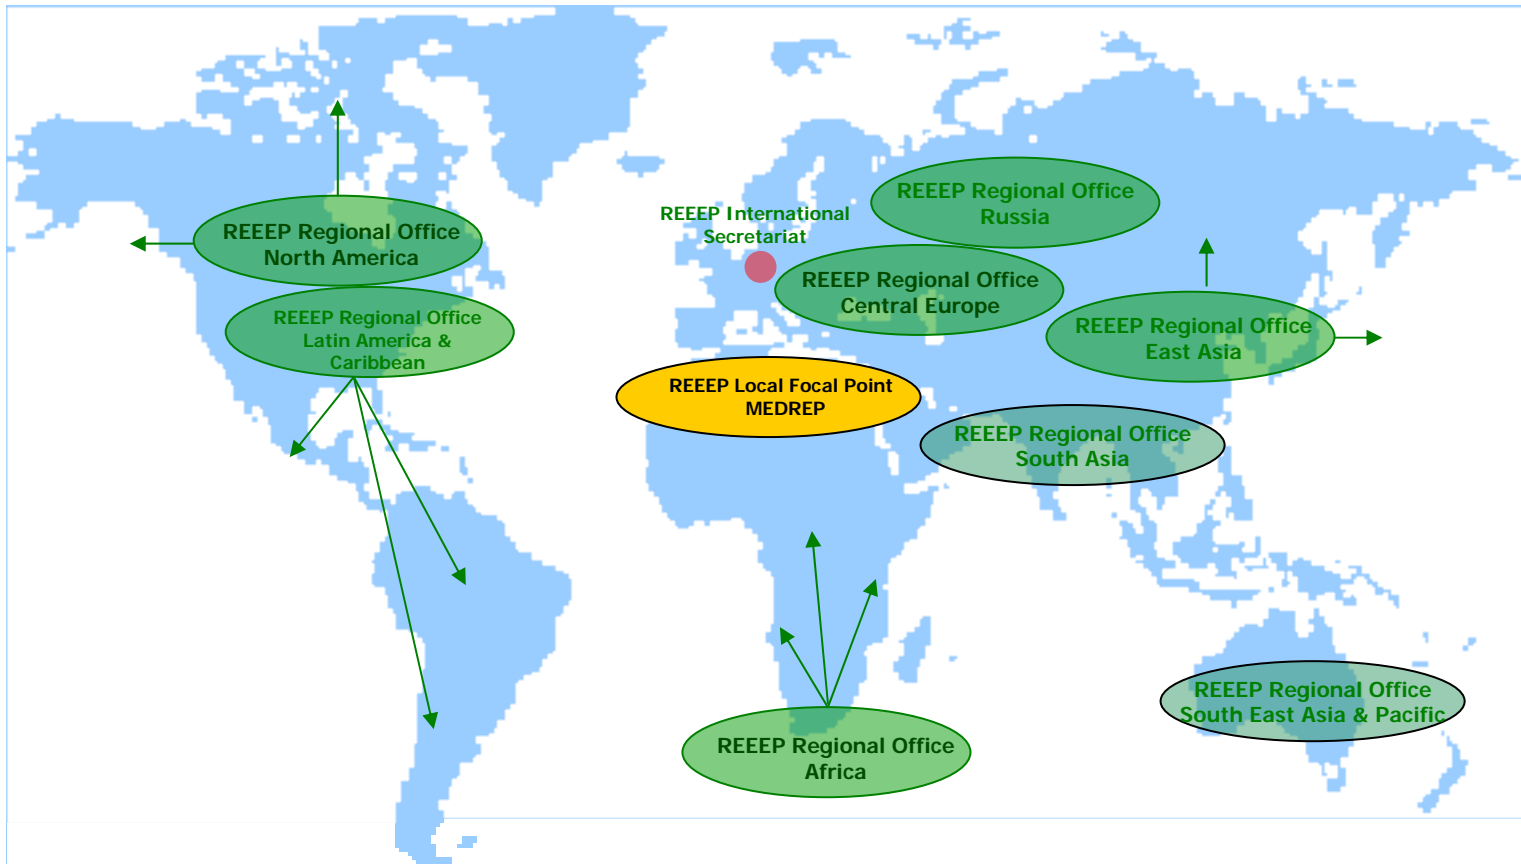 REEEP Regional Office
North America
REEEP Regional Office
Latin America &
Caribbean
REEEP International
Secretariat
REEEP Regional Office
Russia
REEEP Regional Office
Central Europe
REEEP Regional Office
East Asia
REEEP Local Focal Point
MEDREP
REEEP Regional Office
South Asia
REEEP Regional Office
South East Asia & Pacific
REEEP Regional Office
Africa